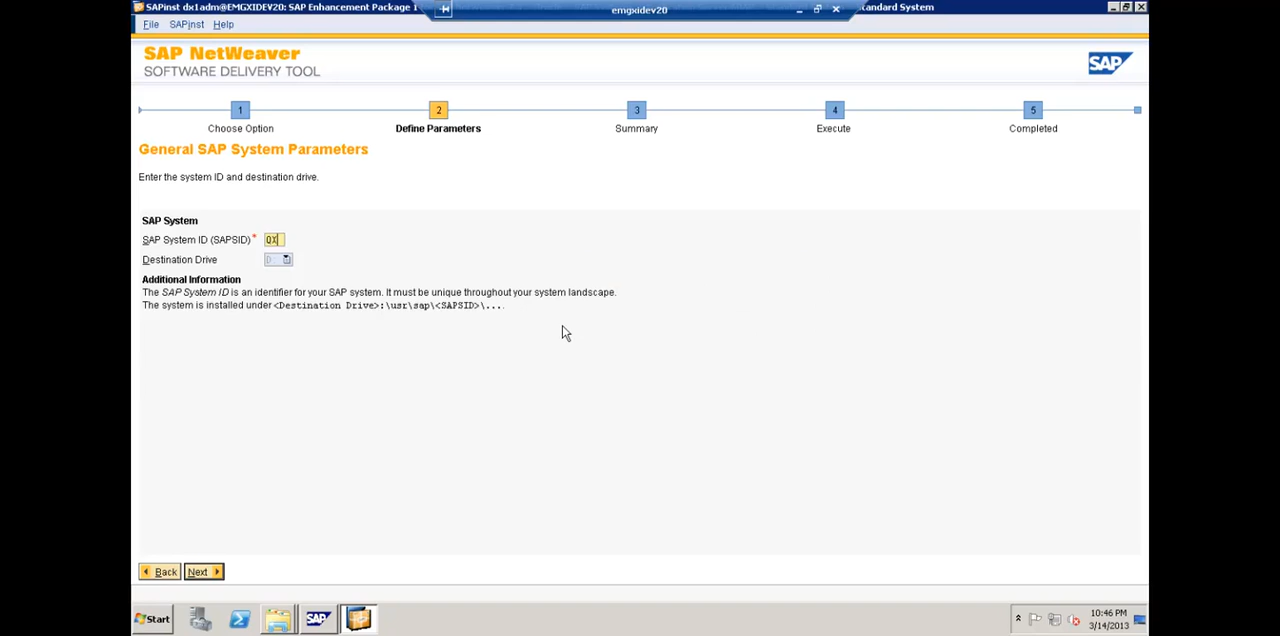 SAPinst dx1adm@EMGXIDEV20: SAP Enhancement Package 1
emgxidev20
tandard System
File SAPinst Help
SAP NetWeaver
SOFTWARE DELIVERY TOOL
SAP
1 2 3 4 5
Choose Option Define Parameters Summary Execute Completed
General SAP System Parameters
Enter the system ID and destination drive.
SAP System
SAP System ID (SAPSID) * QX
Destination Drive D:
Additional Information
The SAP System ID is an identifier for your SAP system. It must be unique throughout your system landscape.
The system is installed under <Destination Drive>:\usr\sap\<SAPSID>\....
Back Next
Start SAP 10:46 PM
3/14/2013